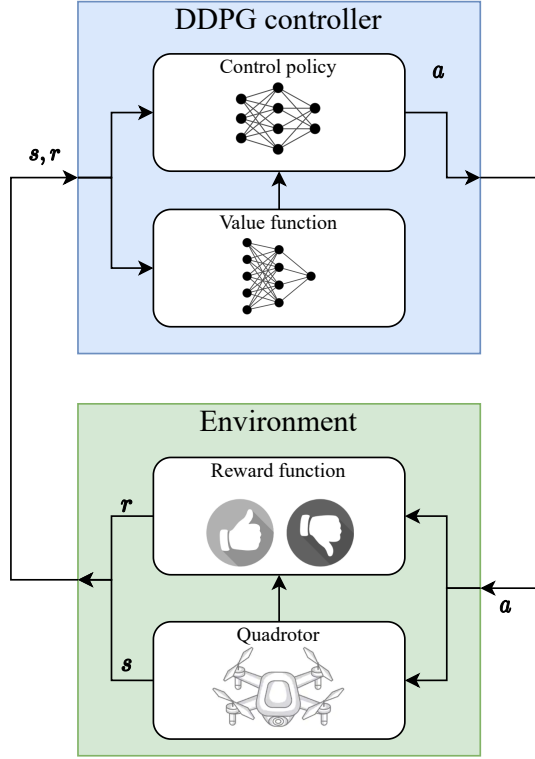 DDPG controller
Control policy
a
s, r
Value function
Environment
Reward function
r
a
Quadrotor
s